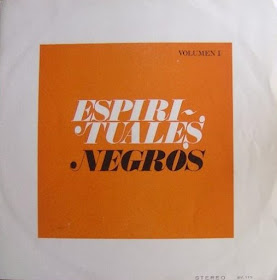 VOLUMEN 1
ESPIRI-
TUALES
NEGROS
STEREO